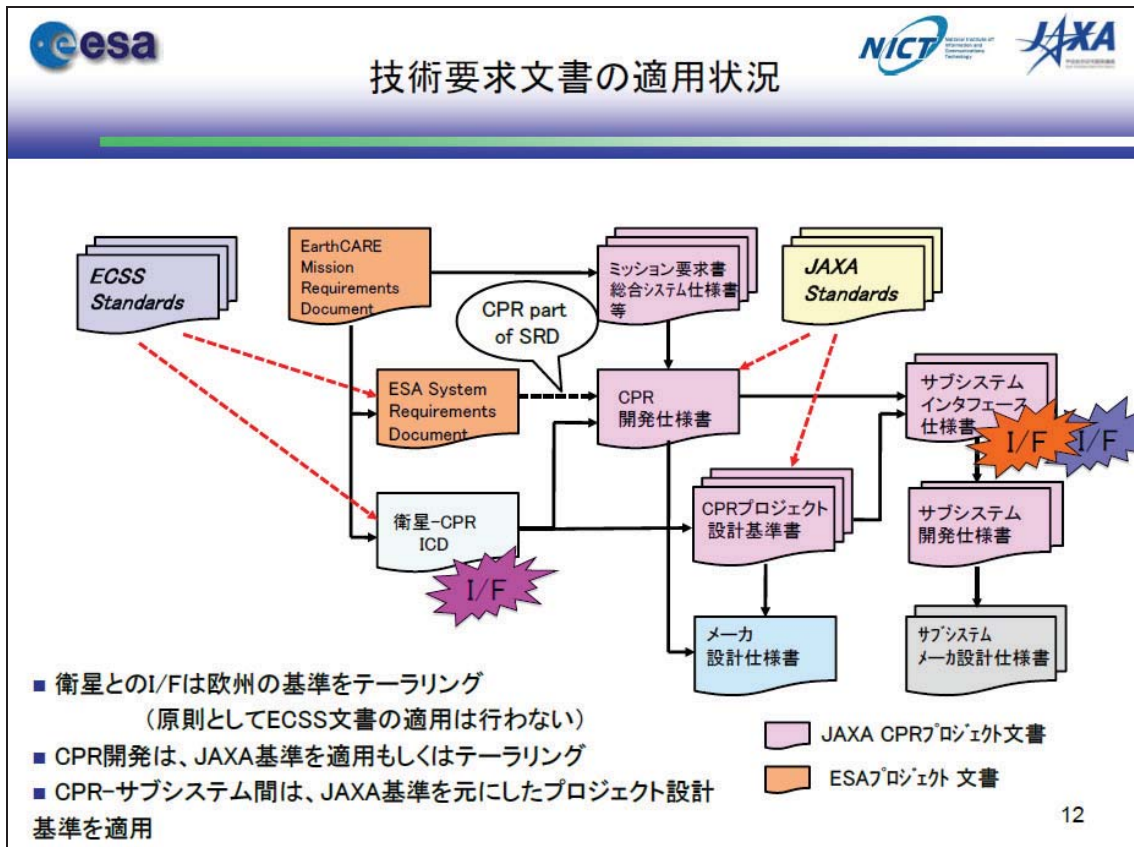 esa
NICT
National Institute of
Information and
Communications
Technology
JAXA
技術要求文書の適用状況
ECSS
Standards
EarthCARE
Mission
Requirements
Document
ミッション要求書
総合システム仕様書
等
JAXA
Standards
CPR part
of SRD
ESA System
Requirements
Document
CPR
開発仕様書
サブシステム
インタフェース
仕様書
I/F
I/F
衛星-CPR
ICD
I/F
CPRプロジェクト
設計基準書
サブシステム
開発仕様書
メーカ
設計仕様書
サブシステム
メーカ設計仕様書
■ 衛星とのI/Fは欧州の基準をテーラリング
(原則としてECSS文書の適用は行わない)
■ CPR開発は、JAXA基準を適用もしくはテーラリング
■ CPR-サブシステム間は、JAXA基準を元にしたプロジェクト設計
基準を適用
JAXA CPRプロジェクト文書
ESAプロジェクト 文書
12